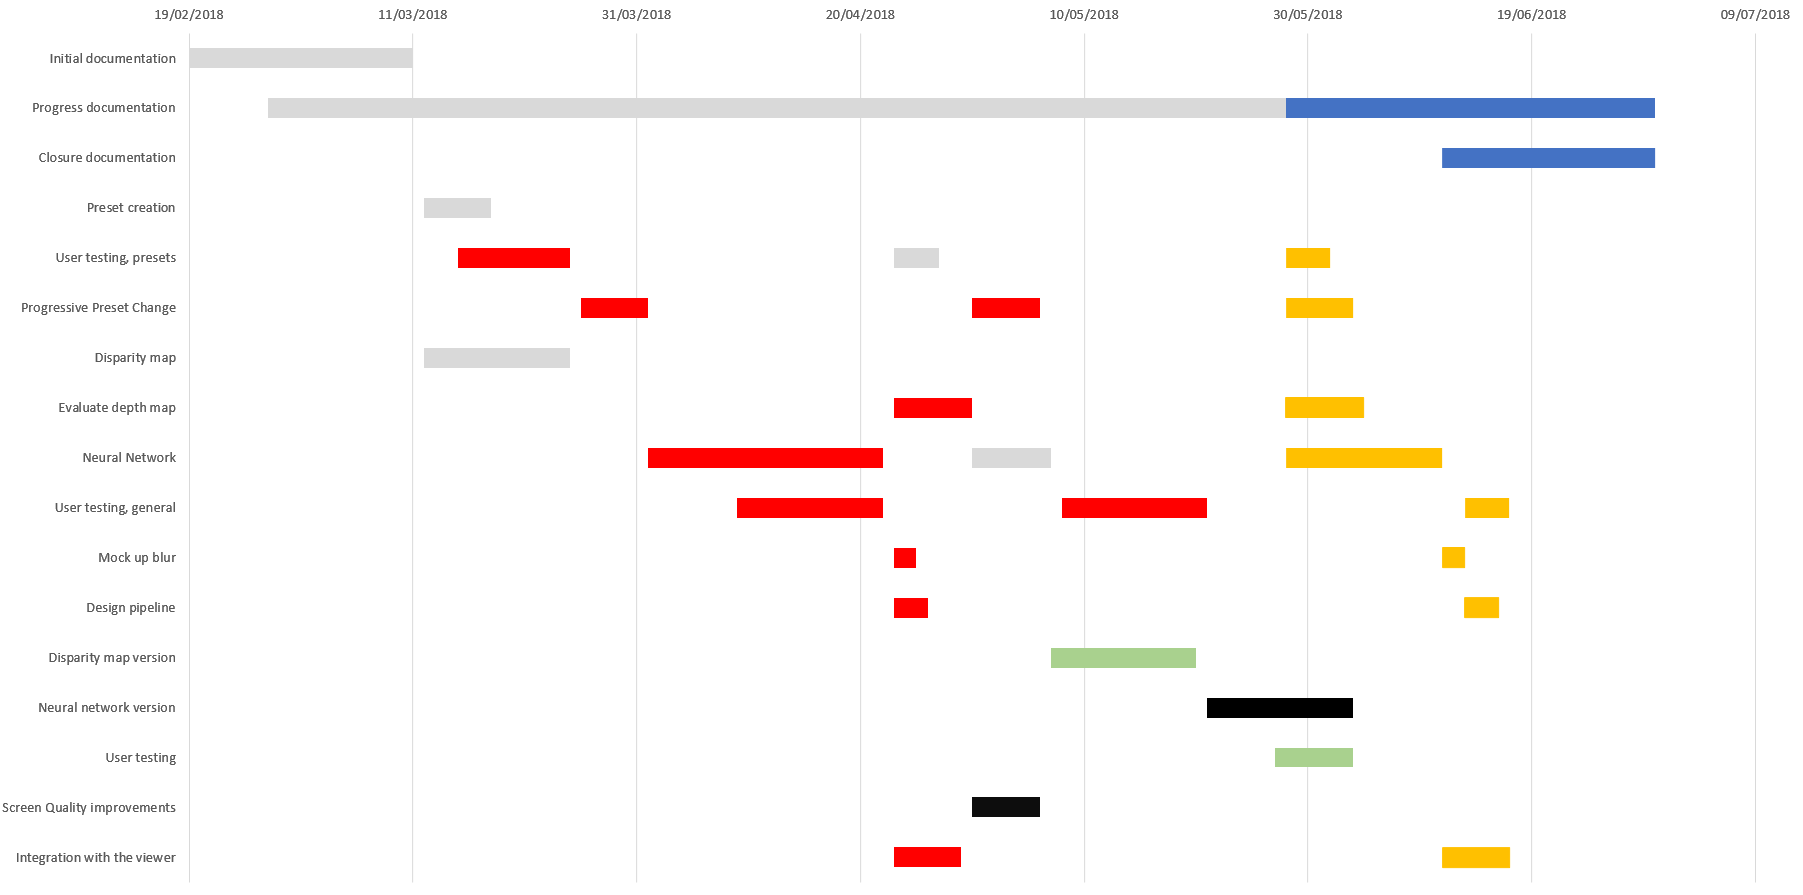 19/02/2018 11/03/2018 31/03/2018 20/04/2018 10/05/2018 30/05/2018 19/06/2018 09/07/2018
Initial documentation
Progress documentation
Closure documentation
Preset creation
User testing, presets
Progressive Preset Change
Disparity map
Evaluate depth map
Neural Network
User testing, general
Mock up blur
Design pipeline
Disparity map version
Neural network version
User testing
Screen Quality improvements
Integration with the viewer